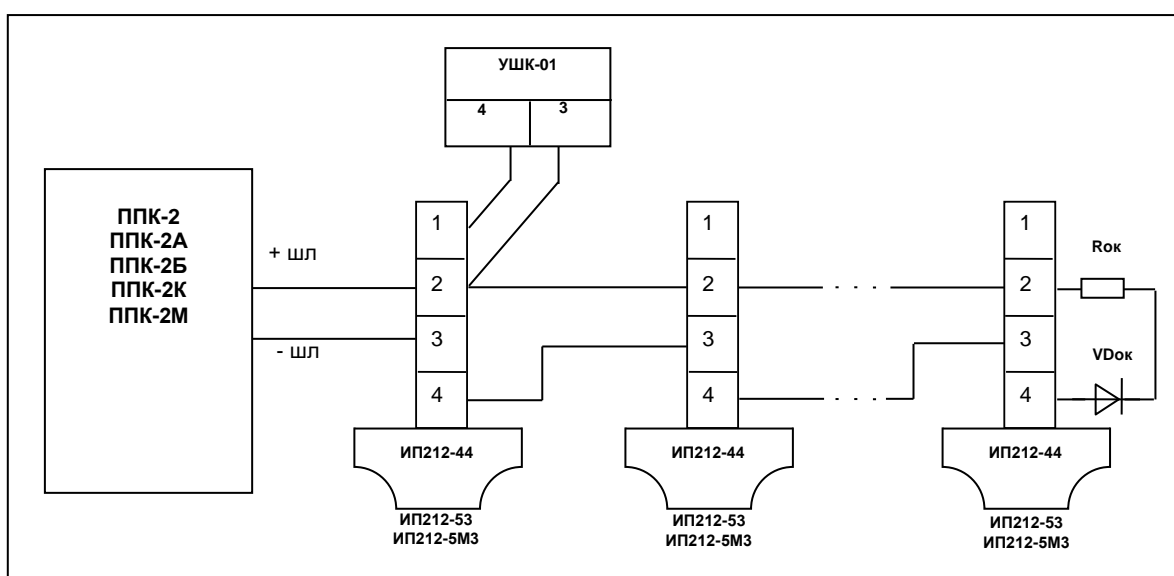 УШК-01
4 3
ППК-2
ППК-2А
ППК-2Б
ППК-2К
ППК-2М
+ шл
- шл
1
2
3
4
ИП212-44
ИП212-53
ИП212-5М3
1
2
3
4
ИП212-44
ИП212-53
ИП212-5М3
1
2
3
4
ИП212-44
ИП212-53
ИП212-5М3
Rок
VDок